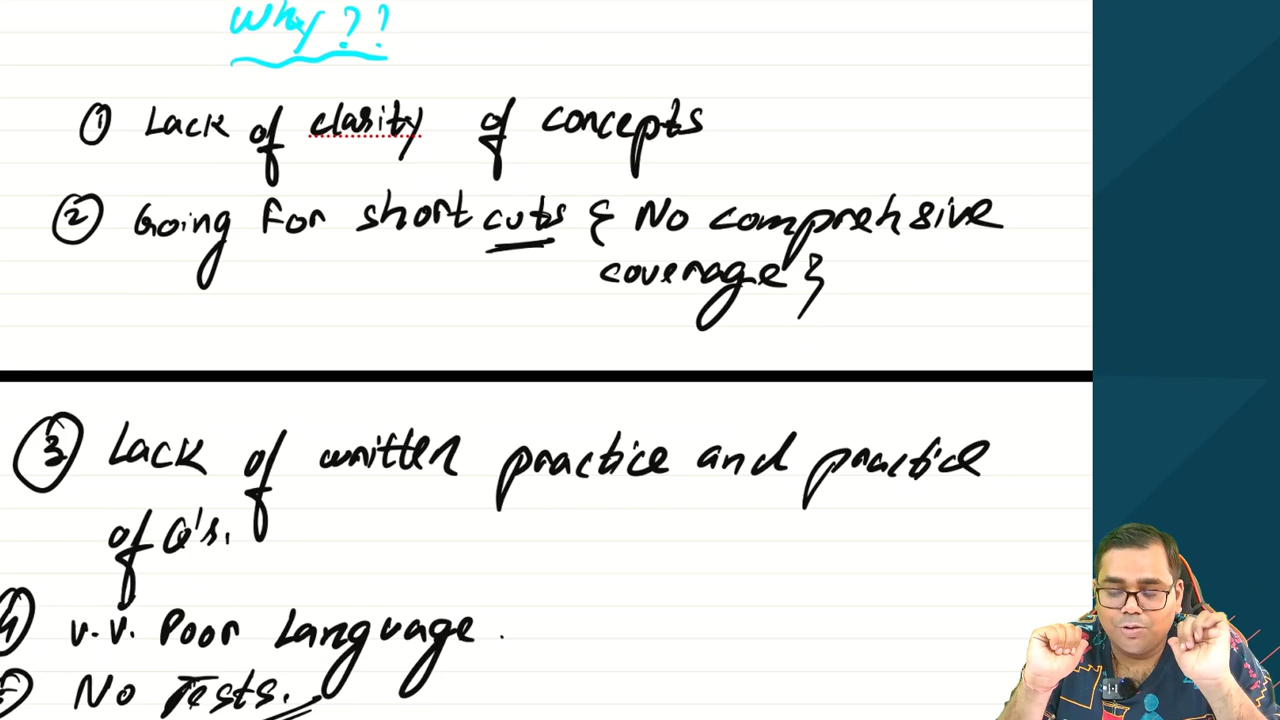 Why??
① Lack of clarity of concepts
② Going for short cuts { No comprehsive
coverage }
③ Lack of written practice and practice
of Q's.
④ v.v. Poor Language.
⑤ No Tests.